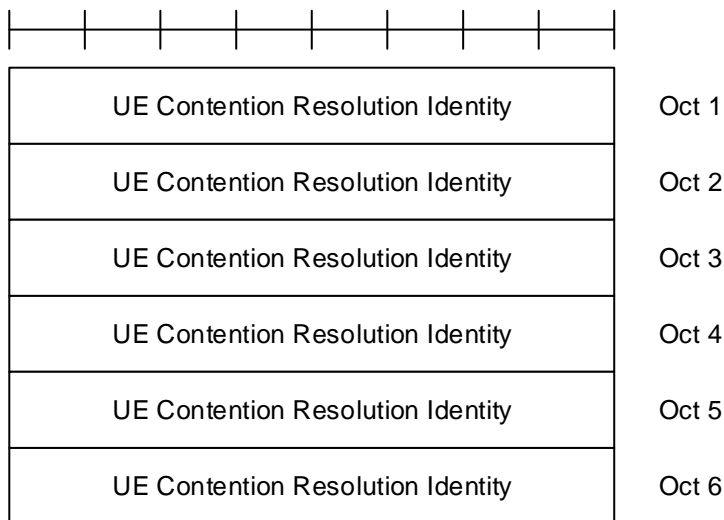 UE Contention Resolution Identity Oct 1
UE Contention Resolution Identity Oct 2
UE Contention Resolution Identity Oct 3
UE Contention Resolution Identity Oct 4
UE Contention Resolution Identity Oct 5
UE Contention Resolution Identity Oct 6